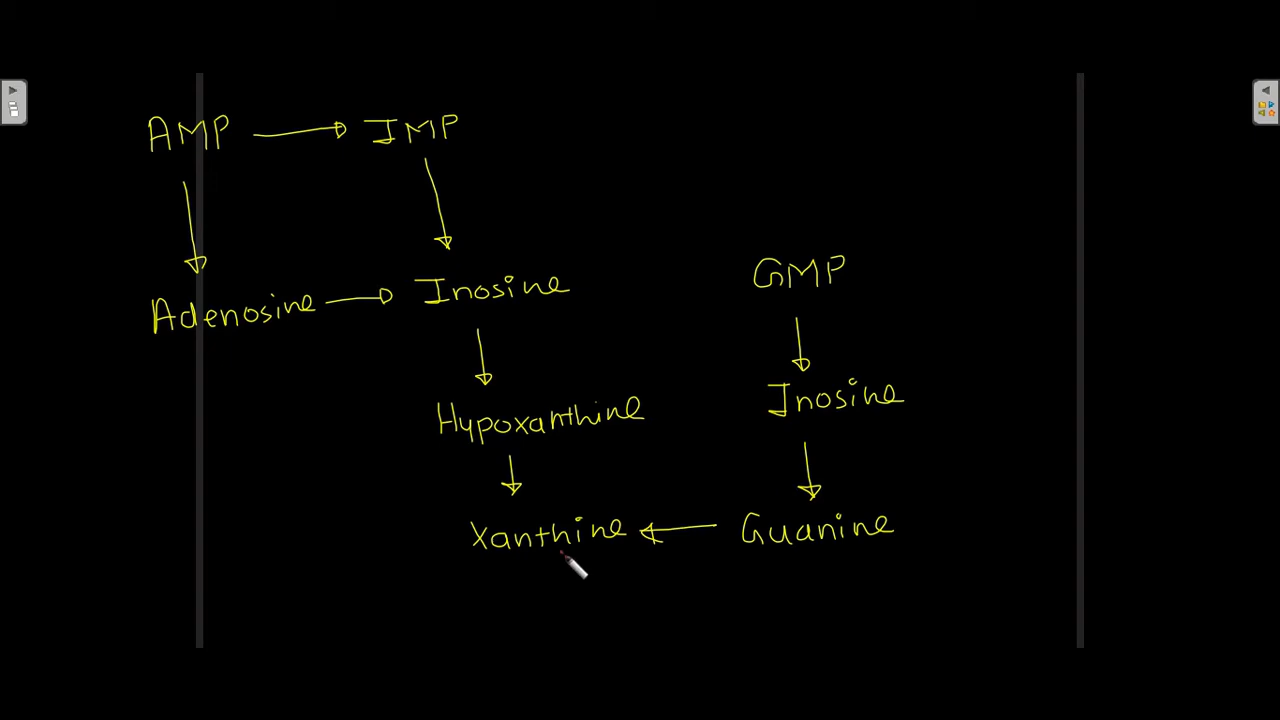 AMP → IMP
Adenosine → Inosine
GMP
Inosine
Hypoxanthine
Xanthine ← Guanine